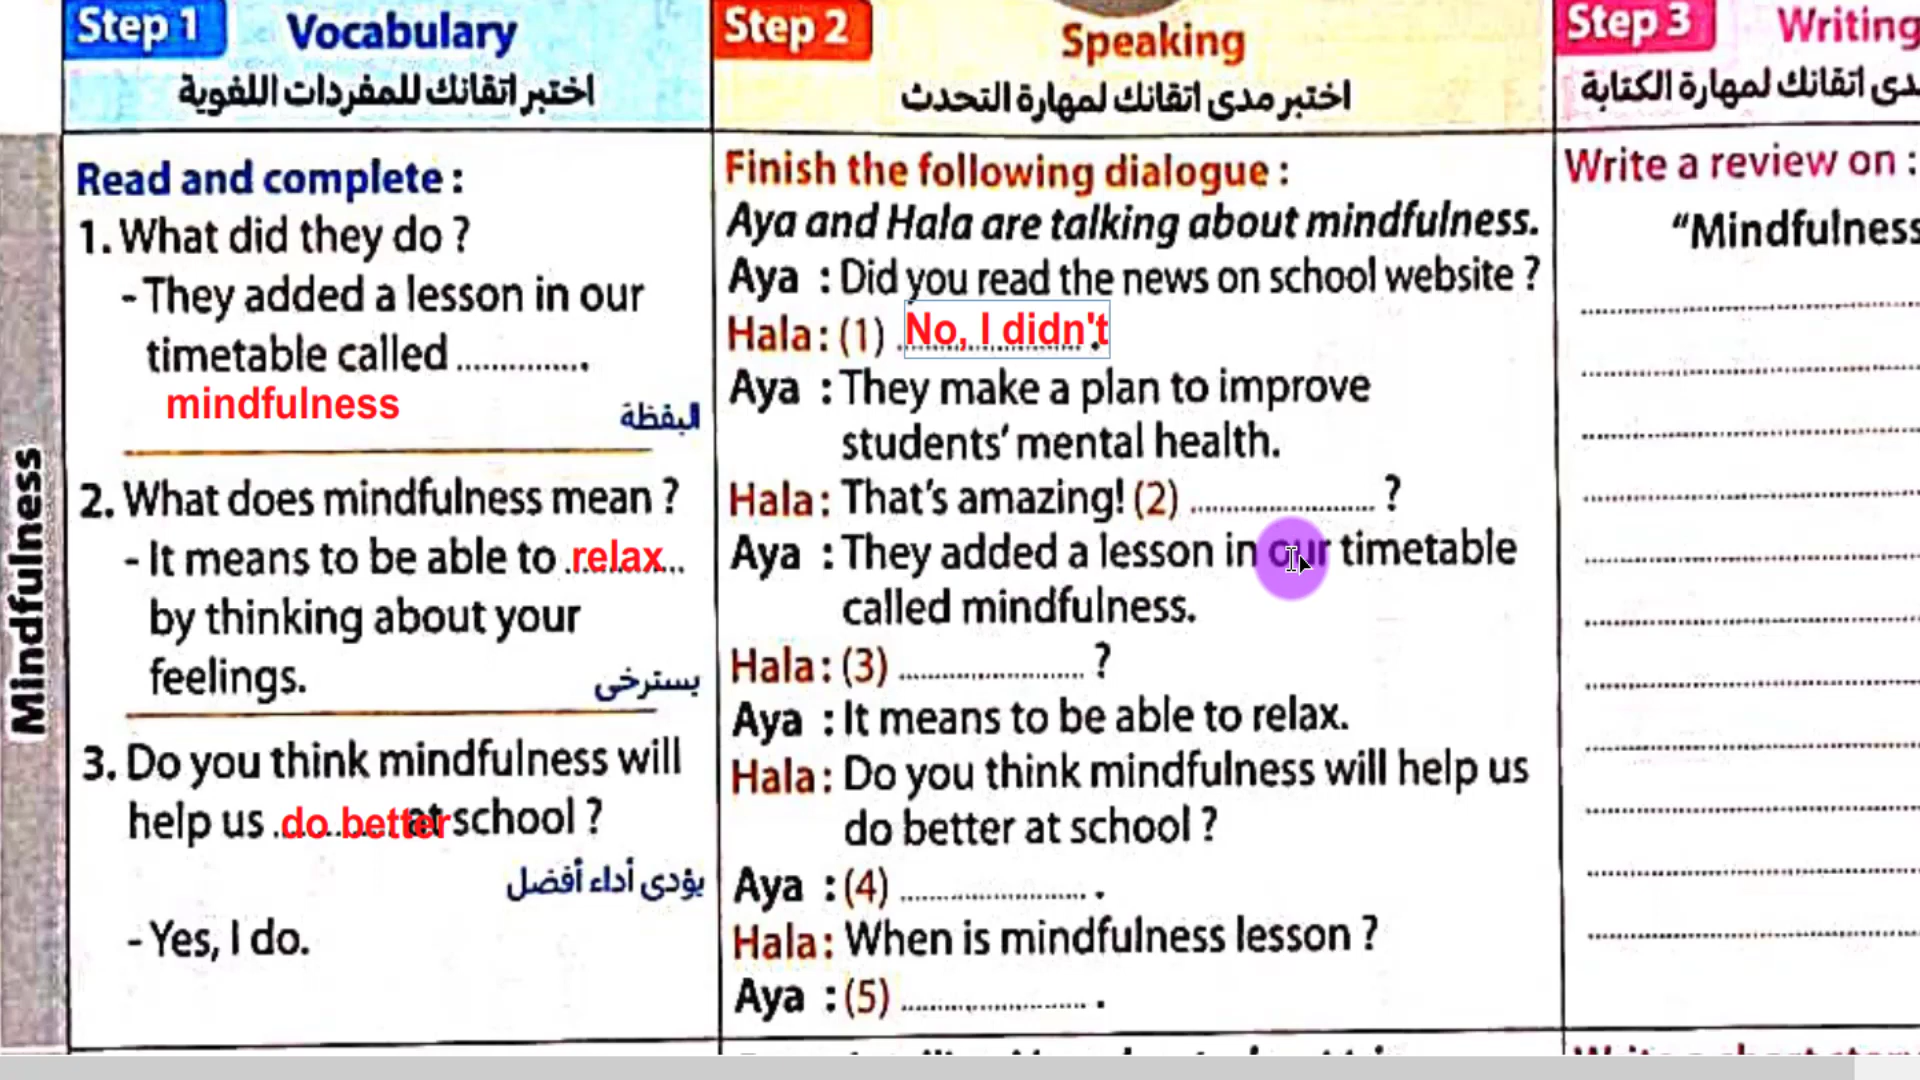 Step 1 Vocabulary
اختبر اتقانك للمفردات اللغوية
Mindfulness
Read and complete :
1. What did they do ?
- They added a lesson in our
timetable called ..............
mindfulness
اليقظة
2. What does mindfulness mean ?
- It means to be able to relax
by thinking about your
feelings.
يسترخى
3. Do you think mindfulness will
help us do better at school ?
يؤدى أداء أفضل
- Yes, I do.
Step 2 Speaking
اختبر مدى اتقانك لمهارة التحدث
Finish the following dialogue :
Aya and Hala are talking about mindfulness.
Aya : Did you read the news on school website ?
Hala : (1) No, I didn't .
Aya : They make a plan to improve
students’ mental health.
Hala : That’s amazing! (2) ........................ ?
Aya : They added a lesson in our timetable
called mindfulness.
Hala : (3) ........................ ?
Aya : It means to be able to relax.
Hala : Do you think mindfulness will help us
do better at school ?
Aya : (4) ........................ .
Hala : When is mindfulness lesson ?
Aya : (5) ........................ .
Step 3 Writing
مدى اتقانك لمهارة الكتابة
Write a review on :
“Mindfulness